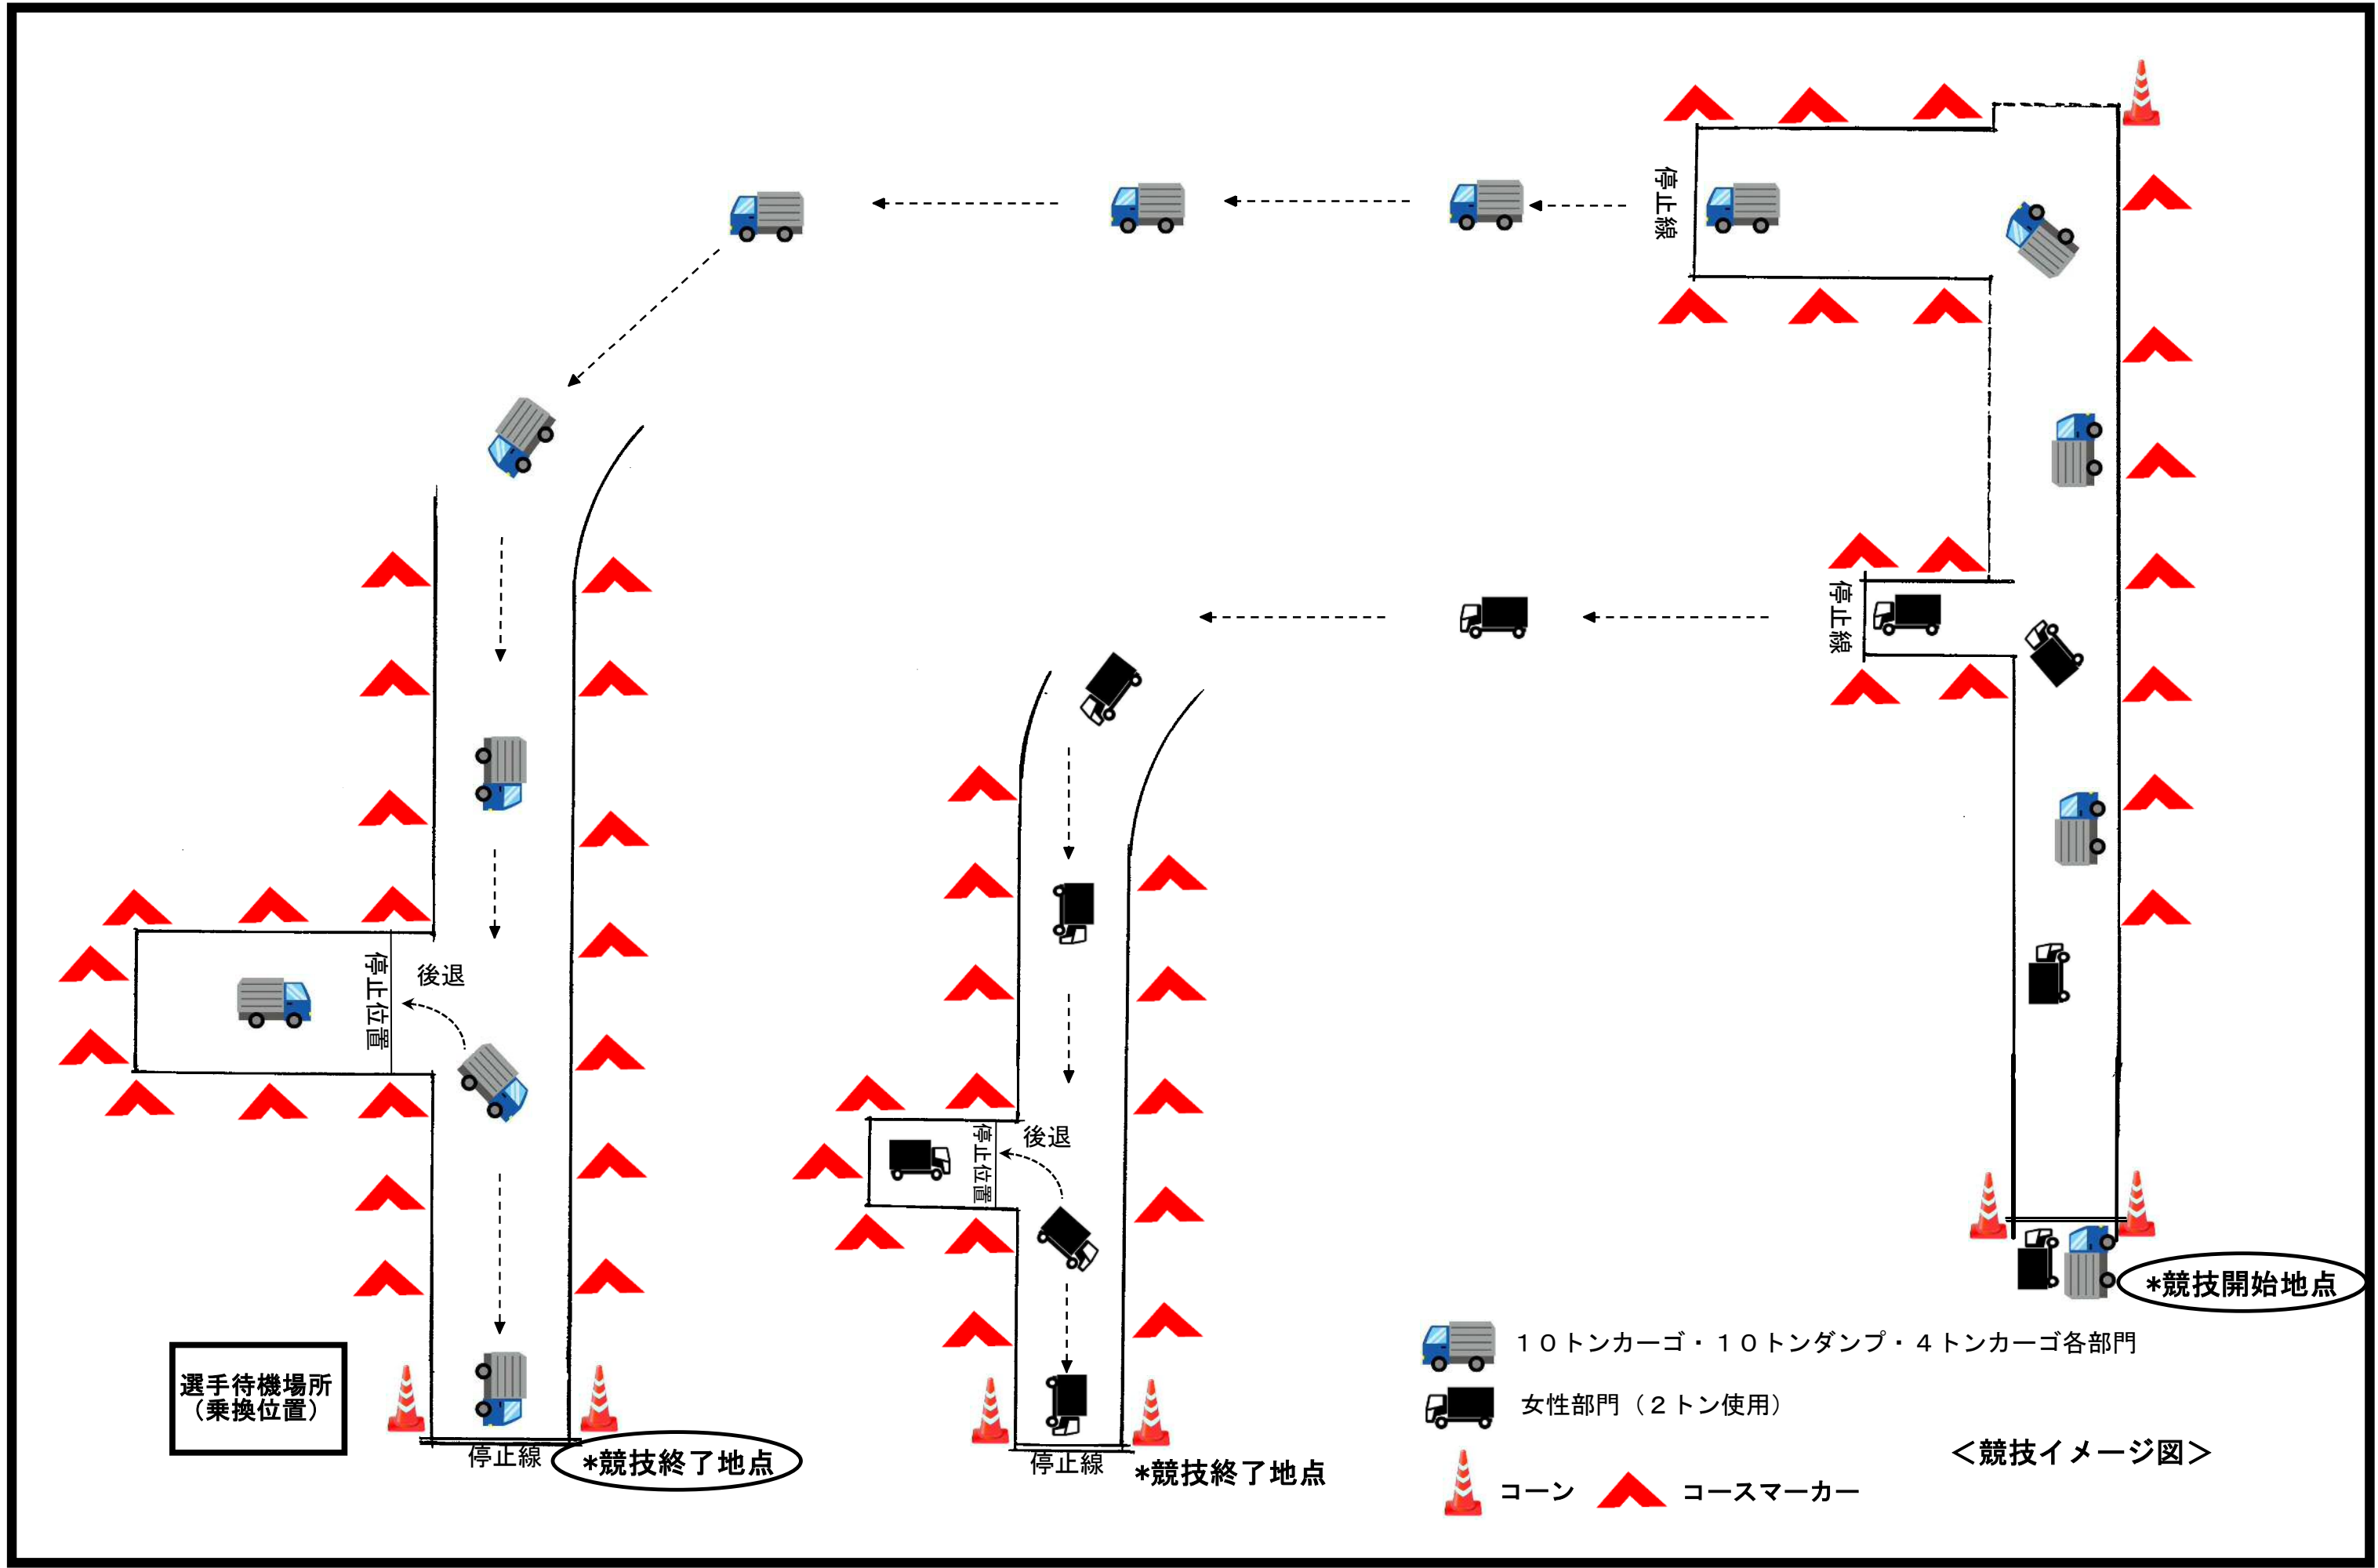 停止線
停止線
後退
停止位置
後退
停止位置
*競技開始地点
１０トンカーゴ・１０トンダンプ・４トンカーゴ各部門
女性部門（２トン使用）
選手待機場所
（乗換位置）
停止線
*競技終了地点
停止線
*競技終了地点
＜競技イメージ図＞
コーン
コースマーカー